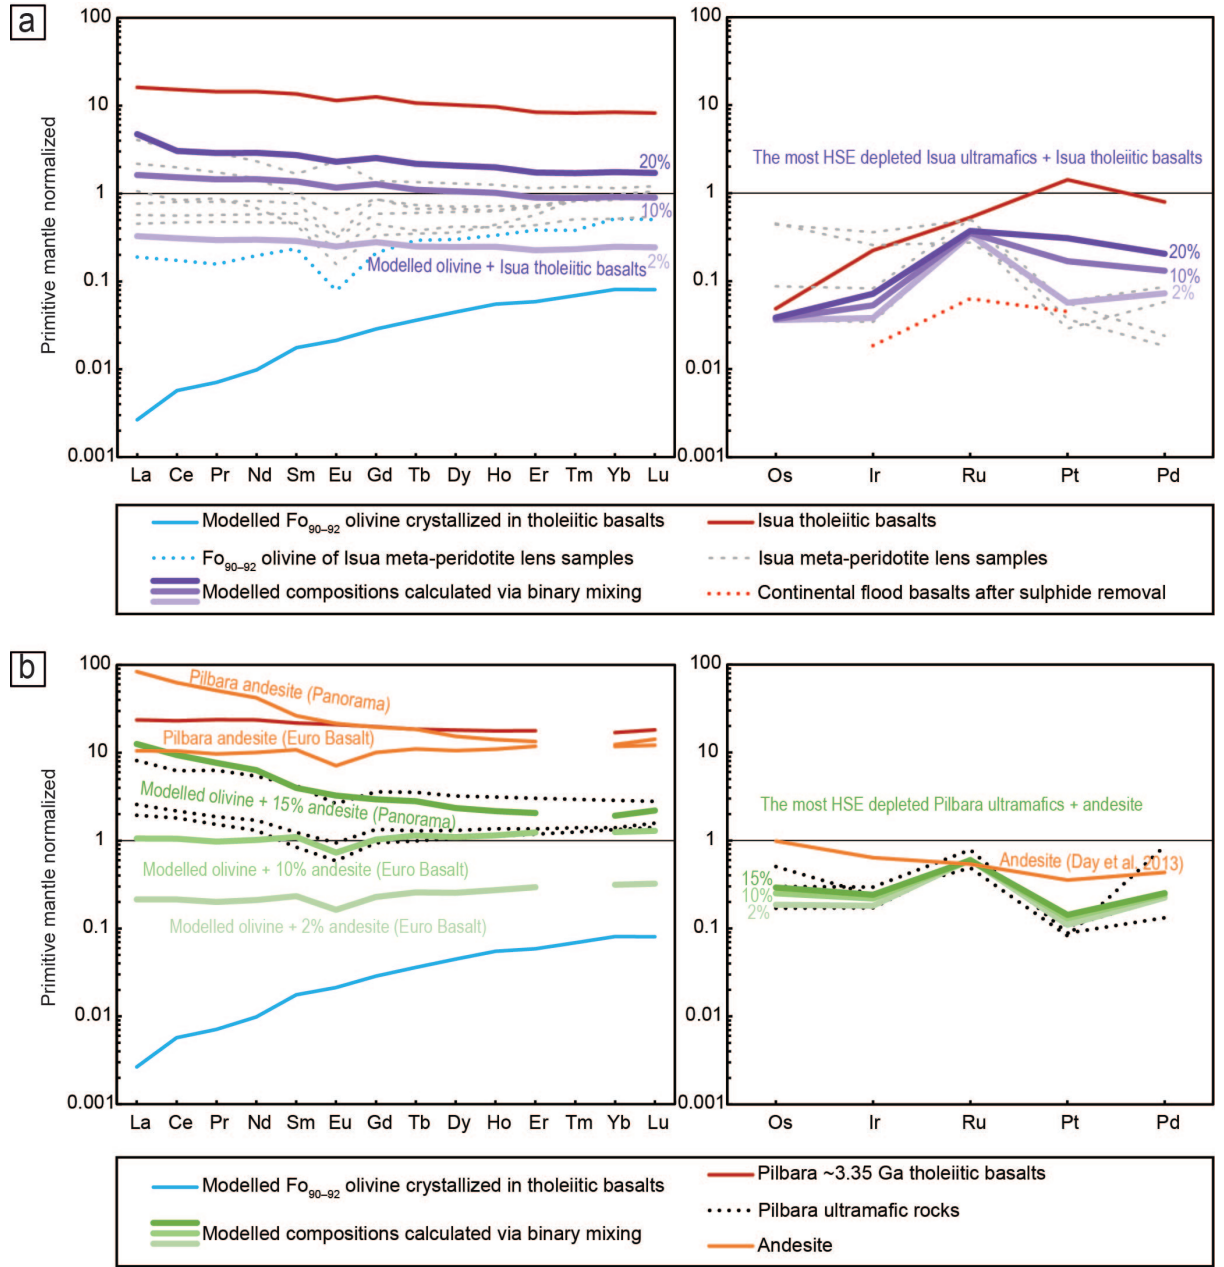 a
Primitive mantle normalized
100
10
1
0.1
0.01
0.001
20%
10%
2%
Modelled olivine + Isua tholeiitic basalts
La Ce Pr Nd Sm Eu Gd Tb Dy Ho Er Tm Yb Lu
100
10
1
0.1
0.01
0.001
The most HSE depleted Isua ultramafics + Isua tholeiitic basalts
20%
10%
2%
Os Ir Ru Pt Pd
Modelled Fo90–92 olivine crystallized in tholeiitic basalts
Isua tholeiitic basalts
Fo90–92 olivine of Isua meta-peridotite lens samples
Isua meta-peridotite lens samples
Modelled compositions calculated via binary mixing
Continental flood basalts after sulphide removal
b
Primitive mantle normalized
100
10
1
0.1
0.01
0.001
Pilbara andesite (Panorama)
Pilbara andesite (Euro Basalt)
Modelled olivine + 15% andesite (Panorama)
Modelled olivine + 10% andesite (Euro Basalt)
Modelled olivine + 2% andesite (Euro Basalt)
La Ce Pr Nd Sm Eu Gd Tb Dy Ho Er Tm Yb Lu
100
10
1
0.1
0.01
0.001
The most HSE depleted Pilbara ultramafics + andesite
Andesite (Day et al. 2013)
15%
10%
2%
Os Ir Ru Pt Pd
Modelled Fo90–92 olivine crystallized in tholeiitic basalts
Pilbara ~3.35 Ga tholeiitic basalts
Pilbara ultramafic rocks
Modelled compositions calculated via binary mixing
Andesite